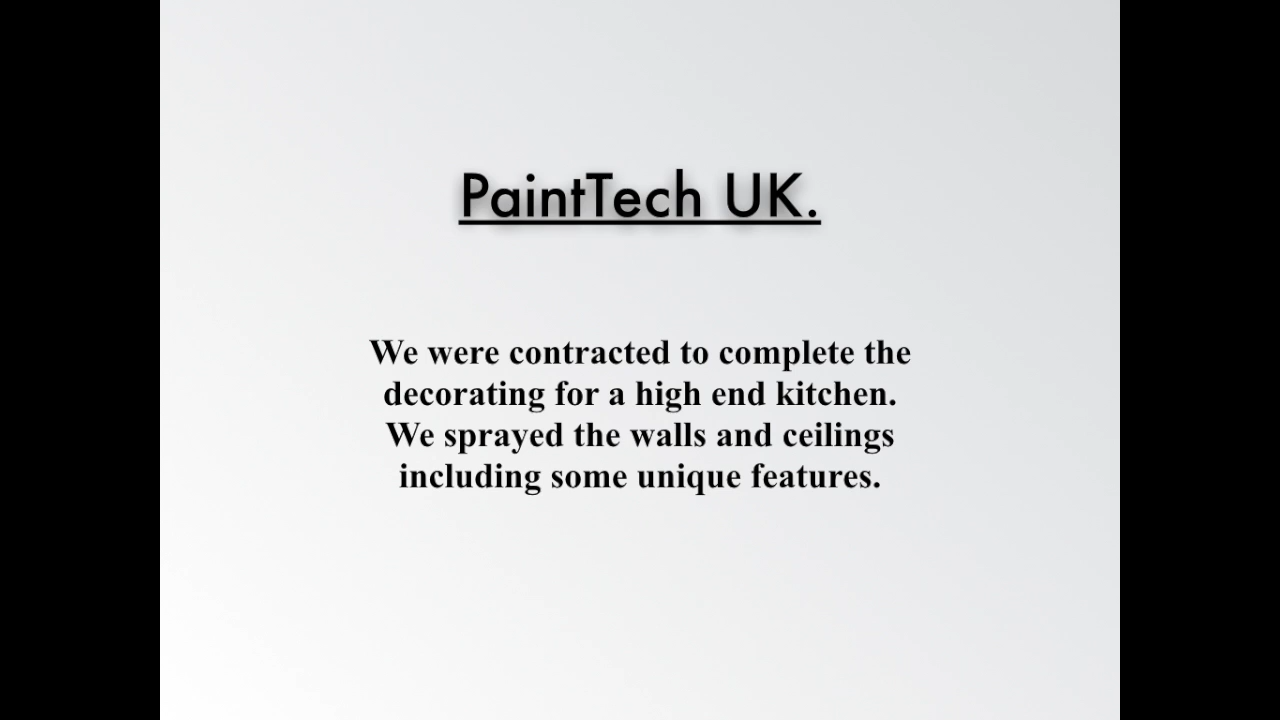 PaintTech UK.
We were contracted to complete the
decorating for a high end kitchen.
We sprayed the walls and ceilings
including some unique features.